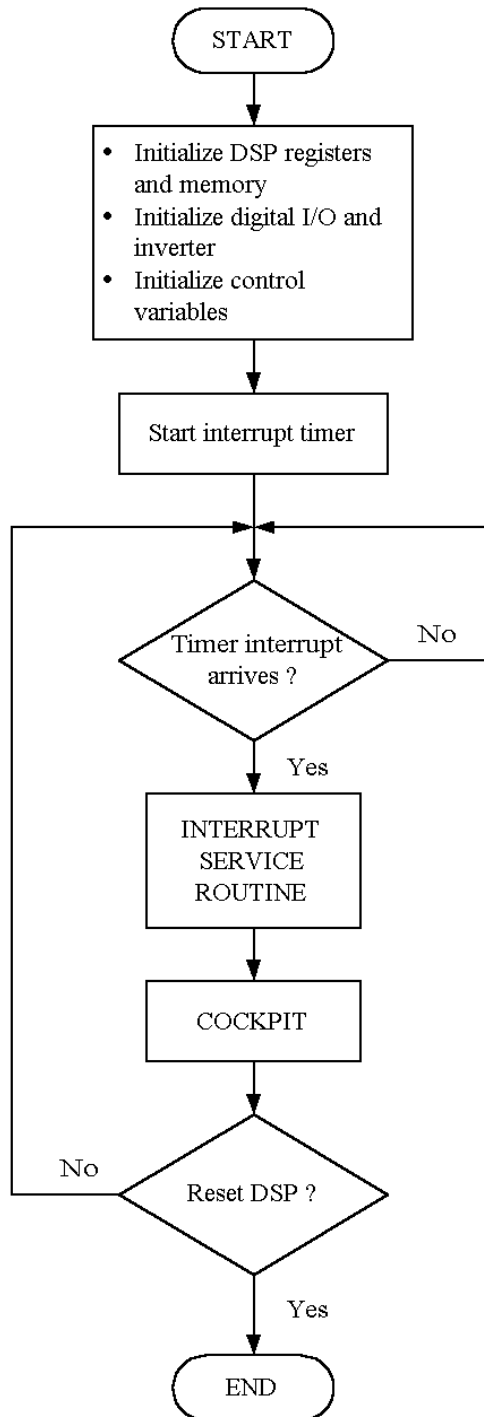 START
• Initialize DSP registers
and memory
• Initialize digital I/O and
inverter
• Initialize control
variables
Start interrupt timer
Timer interrupt
arrives ?
No
Yes
INTERRUPT
SERVICE
ROUTINE
COCKPIT
No
Reset DSP ?
Yes
END